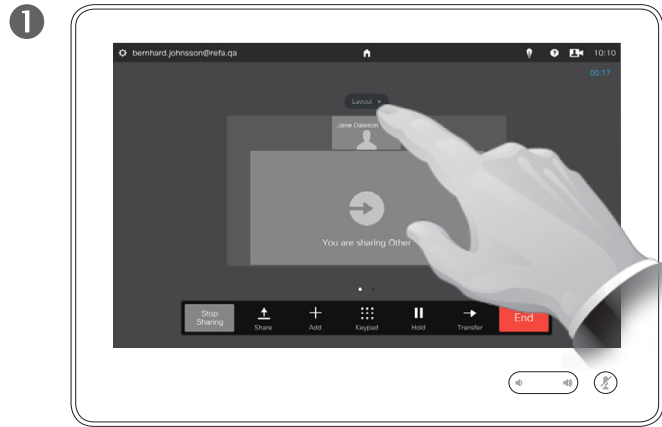 1
bernhard.johnsson@refa.qa
10:10
00:17
Layout
Jane Dawson
You are sharing Other
Stop
Sharing
Share
Add
Keypad
Hold
Transfer
End